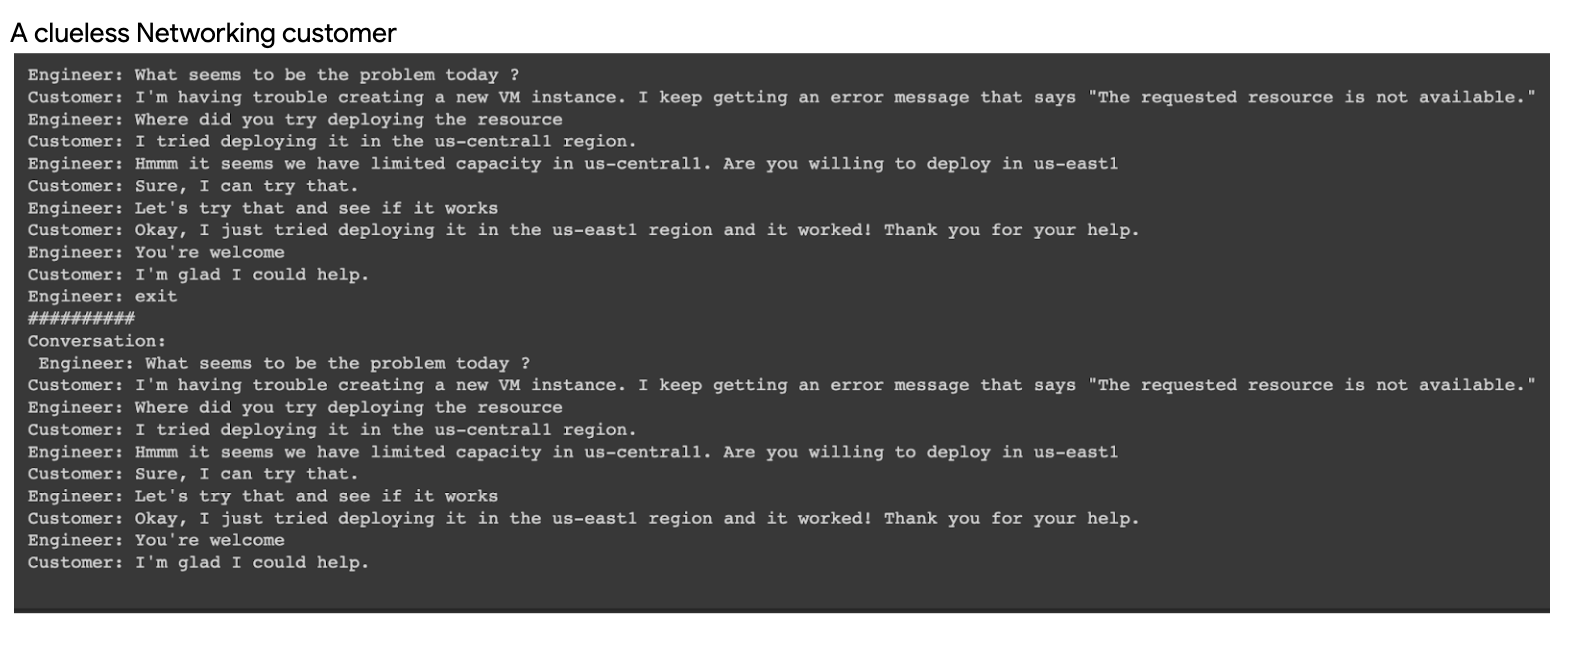 A clueless Networking customer
Engineer: What seems to be the problem today ?
Customer: I'm having trouble creating a new VM instance. I keep getting an error message that says "The requested resource is not available."
Engineer: Where did you try deploying the resource
Customer: I tried deploying it in the us-central1 region.
Engineer: Hmmm it seems we have limited capacity in us-central1. Are you willing to deploy in us-east1
Customer: Sure, I can try that.
Engineer: Let's try that and see if it works
Customer: Okay, I just tried deploying it in the us-east1 region and it worked! Thank you for your help.
Engineer: You're welcome
Customer: I'm glad I could help.
Engineer: exit
##########
Conversation:
 Engineer: What seems to be the problem today ?
Customer: I'm having trouble creating a new VM instance. I keep getting an error message that says "The requested resource is not available."
Engineer: Where did you try deploying the resource
Customer: I tried deploying it in the us-central1 region.
Engineer: Hmmm it seems we have limited capacity in us-central1. Are you willing to deploy in us-east1
Customer: Sure, I can try that.
Engineer: Let's try that and see if it works
Customer: Okay, I just tried deploying it in the us-east1 region and it worked! Thank you for your help.
Engineer: You're welcome
Customer: I'm glad I could help.